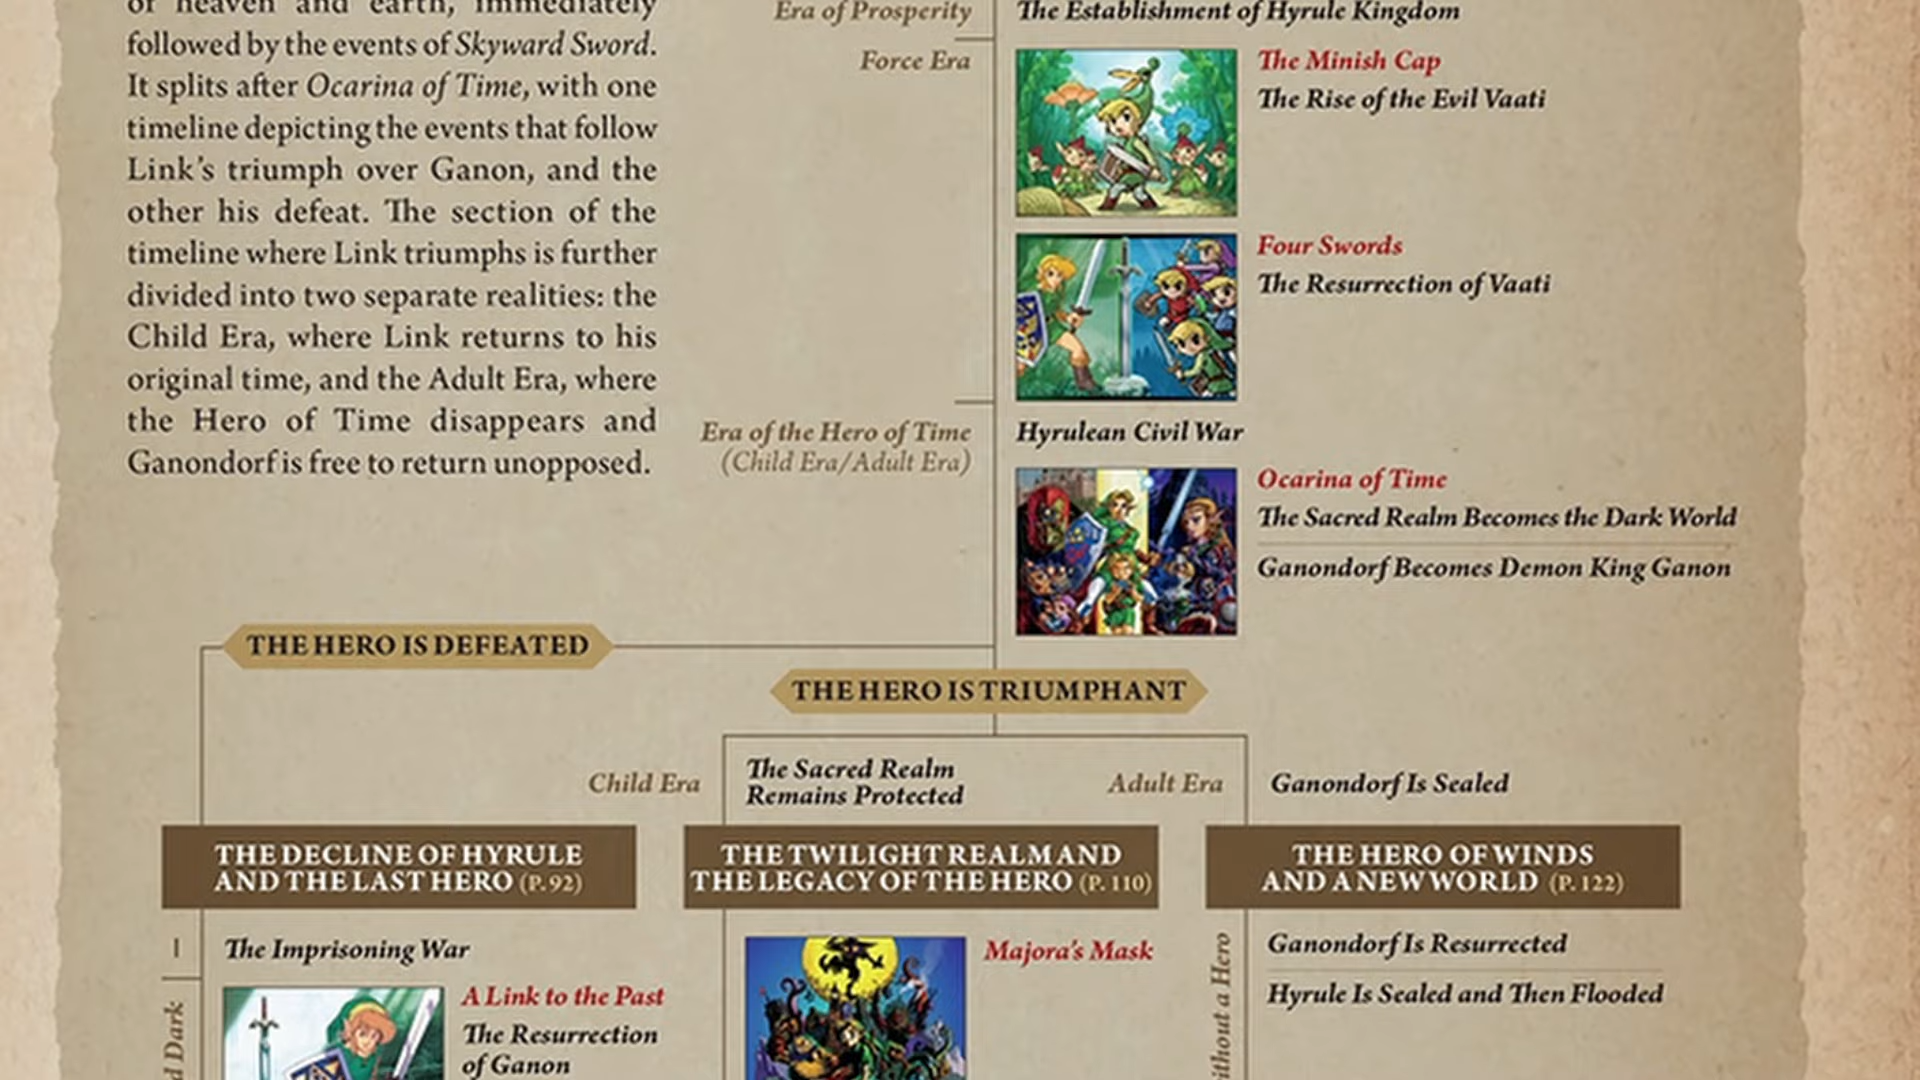 of heaven and earth, immediately
followed by the events of Skyward Sword.
It splits after Ocarina of Time, with one
timeline depicting the events that follow
Link's triumph over Ganon, and the
other his defeat. The section of the
timeline where Link triumphs is further
divided into two separate realities: the
Child Era, where Link returns to his
original time, and the Adult Era, where
the Hero of Time disappears and
Ganondorf is free to return unopposed.
Era of Prosperity
The Establishment of Hyrule Kingdom
Force Era
The Minish Cap
The Rise of the Evil Vaati
Four Swords
The Resurrection of Vaati
Era of the Hero of Time
(Child Era/Adult Era)
Hyrulean Civil War
Ocarina of Time
The Sacred Realm Becomes the Dark World
Ganondorf Becomes Demon King Ganon
THE HERO IS DEFEATED
THE HERO IS TRIUMPHANT
Child Era
The Sacred Realm
Remains Protected
Adult Era
Ganondorf Is Sealed
THE DECLINE OF HYRULE
AND THE LAST HERO (P. 92)
THE TWILIGHT REALM AND
THE LEGACY OF THE HERO (P. 110)
THE HERO OF WINDS
AND A NEW WORLD (P. 122)
The Imprisoning War
d Dark
A Link to the Past
The Resurrection
of Ganon
Majora's Mask
ithout a Hero
Ganondorf Is Resurrected
Hyrule Is Sealed and Then Flooded